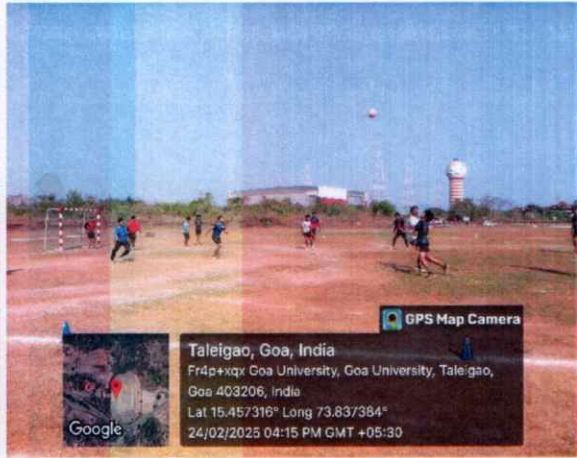 GPS Map Camera
Taleigao, Goa, India
Fr4p+xqx Goa University, Goa University, Taleigao,
Goa 403206, India
Lat 15.457316° Long 73.837384°
24/02/2025 04:15 PM GMT +05:30
Google